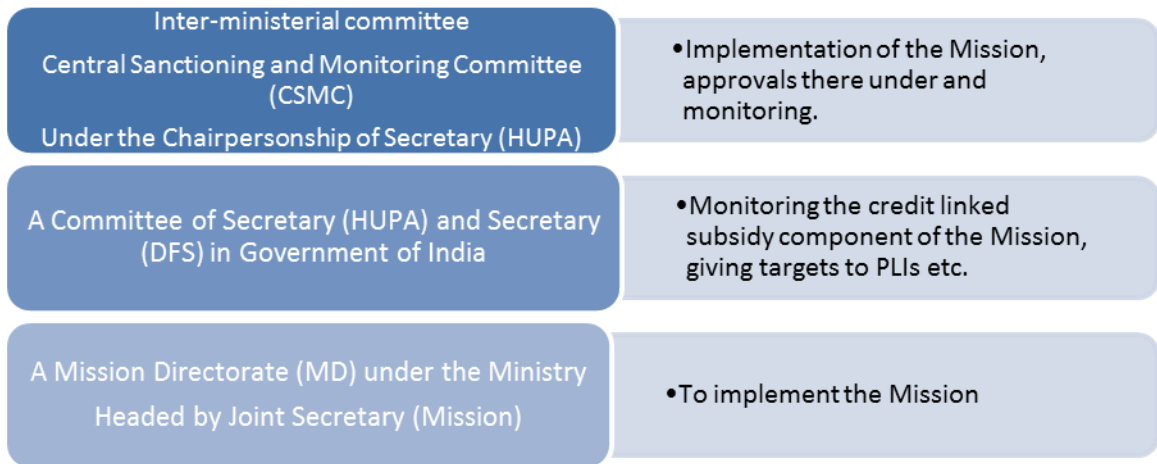 Inter-ministerial committee
Central Sanctioning and Monitoring Committee
(CSMC)
Under the Chairpersonship of Secretary (HUPA)
•Implementation of the Mission,
approvals there under and
monitoring.
A Committee of Secretary (HUPA) and Secretary
(DFS) in Government of India
•Monitoring the credit linked
subsidy component of the Mission,
giving targets to PLIs etc.
A Mission Directorate (MD) under the Ministry
Headed by Joint Secretary (Mission)
•To implement the Mission